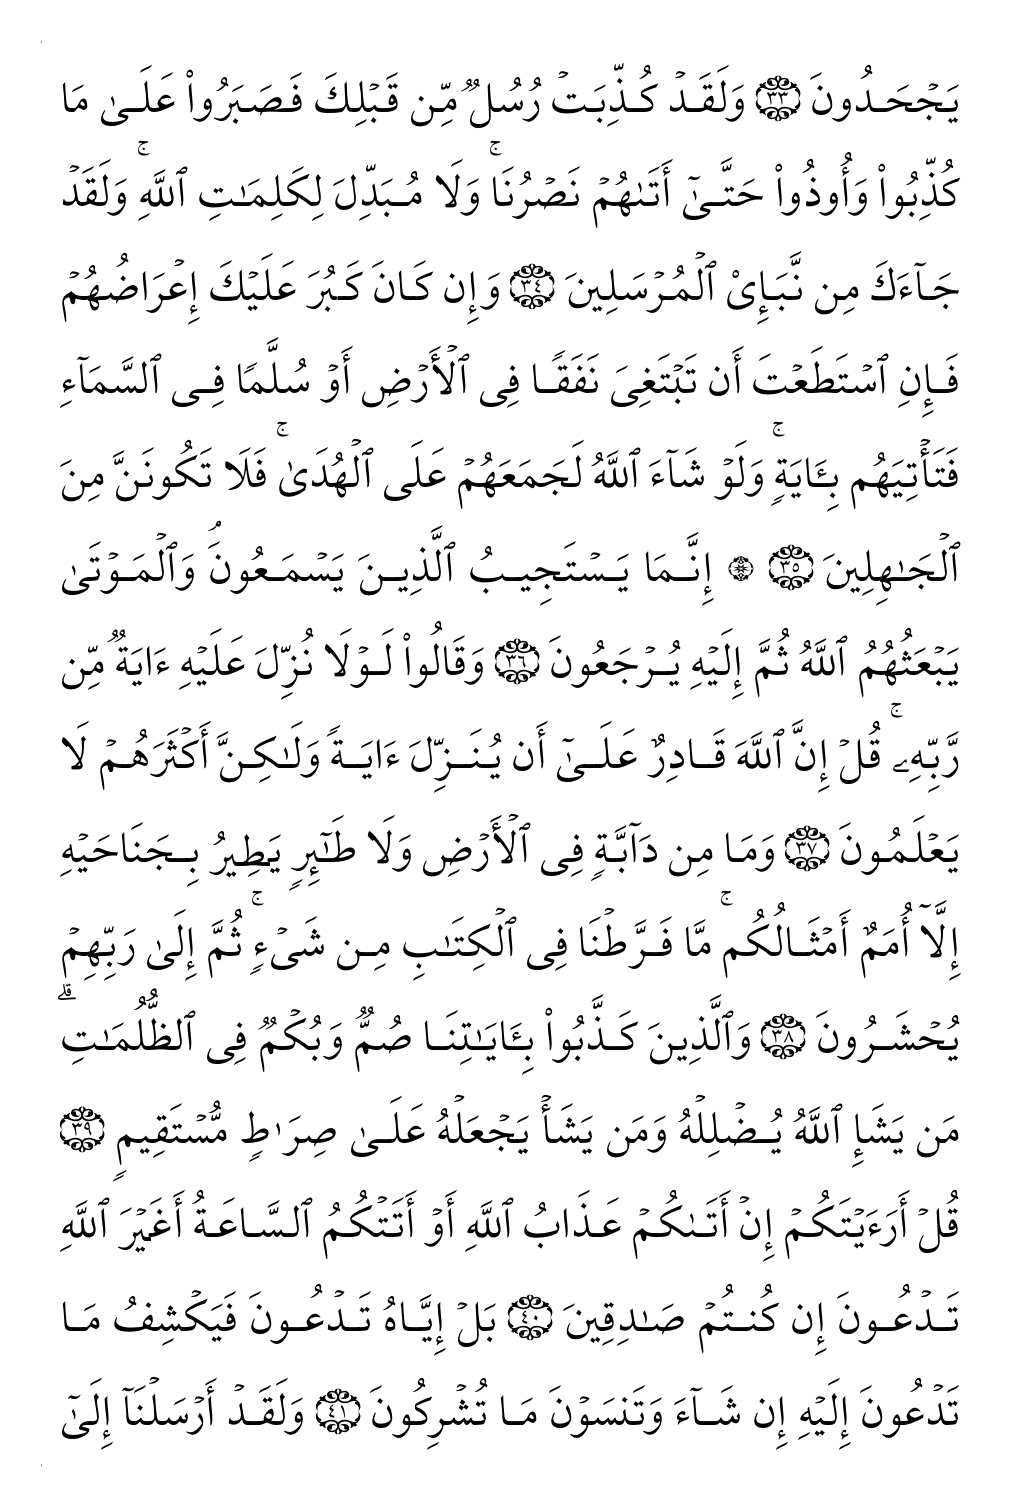 يَجۡحَدُونَ ٣٣ وَلَقَدۡ كُذِّبَتۡ رُسُلٞ مِّن قَبۡلِكَ فَصَبَرُواْ عَلَىٰ مَا
كُذِّبُواْ وَأُوذُواْ حَتَّىٰٓ أَتَىٰهُمۡ نَصۡرُنَاۚ وَلَا مُبَدِّلَ لِكَلِمَٰتِ ٱللَّهِۚ وَلَقَدۡ
جَآءَكَ مِن نَّبَإِيْ ٱلۡمُرۡسَلِينَ ٣٤ وَإِن كَانَ كَبُرَ عَلَيۡكَ إِعۡرَاضُهُمۡ
فَإِنِ ٱسۡتَطَعۡتَ أَن تَبۡتَغِيَ نَفَقٗا فِي ٱلۡأَرۡضِ أَوۡ سُلَّمٗا فِي ٱلسَّمَآءِ
فَتَأۡتِيَهُم بِـَٔايَةٖۚ وَلَوۡ شَآءَ ٱللَّهُ لَجَمَعَهُمۡ عَلَى ٱلۡهُدَىٰۚ فَلَا تَكُونَنَّ مِنَ
ٱلۡجَٰهِلِينَ ٣٥ ۞ إِنَّمَا يَسۡتَجِيبُ ٱلَّذِينَ يَسۡمَعُونَۘ وَٱلۡمَوۡتَىٰ
يَبۡعَثُهُمُ ٱللَّهُ ثُمَّ إِلَيۡهِ يُرۡجَعُونَ ٣٦ وَقَالُواْ لَوۡلَا نُزِّلَ عَلَيۡهِ ءَايَةٞ مِّن
رَّبِّهِۦۚ قُلۡ إِنَّ ٱللَّهَ قَادِرٌ عَلَىٰٓ أَن يُنَزِّلَ ءَايَةٗ وَلَٰكِنَّ أَكۡثَرَهُمۡ لَا
يَعۡلَمُونَ ٣٧ وَمَا مِن دَآبَّةٖ فِي ٱلۡأَرۡضِ وَلَا طَٰٓئِرٖ يَطِيرُ بِجَنَاحَيۡهِ
إِلَّآ أُمَمٌ أَمۡثَالُكُمۚ مَّا فَرَّطۡنَا فِي ٱلۡكِتَٰبِ مِن شَيۡءٖۚ ثُمَّ إِلَىٰ رَبِّهِمۡ
يُحۡشَرُونَ ٣٨ وَٱلَّذِينَ كَذَّبُواْ بِـَٔايَٰتِنَا صُمّٞ وَبُكۡمٞ فِي ٱلظُّلُمَٰتِۗ
مَن يَشَإِ ٱللَّهُ يُضۡلِلۡهُ وَمَن يَشَأۡ يَجۡعَلۡهُ عَلَىٰ صِرَٰطٖ مُّسۡتَقِيمٖ ٣٩
قُلۡ أَرَءَيۡتَكُمۡ إِنۡ أَتَىٰكُمۡ عَذَابُ ٱللَّهِ أَوۡ أَتَتۡكُمُ ٱلسَّاعَةُ أَغَيۡرَ ٱللَّهِ
تَدۡعُونَ إِن كُنتُمۡ صَٰدِقِينَ ٤٠ بَلۡ إِيَّاهُ تَدۡعُونَ فَيَكۡشِفُ مَا
تَدۡعُونَ إِلَيۡهِ إِن شَآءَ وَتَنسَوۡنَ مَا تُشۡرِكُونَ ٤١ وَلَقَدۡ أَرۡسَلۡنَآ إِلَىٰٓ